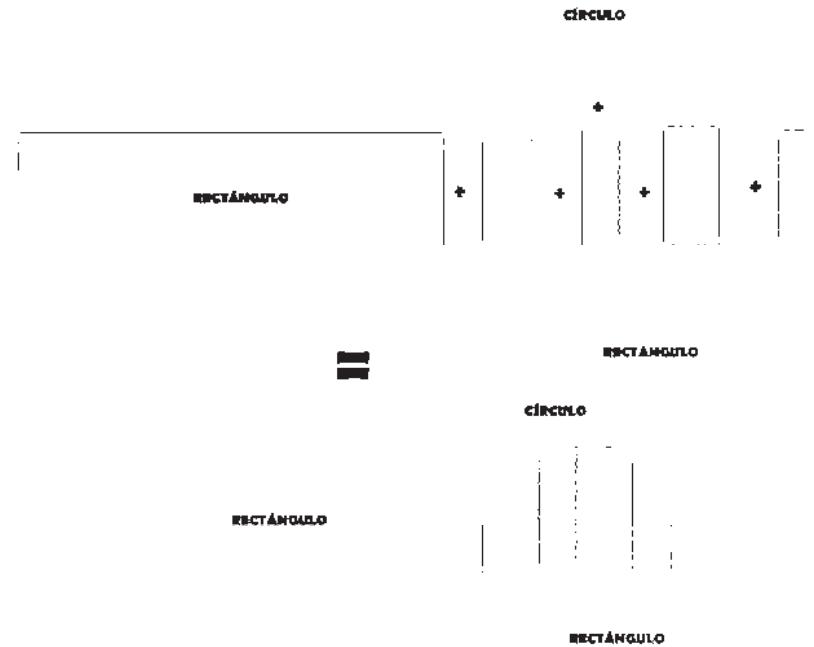 CÍRCULO
+
RECTÁNGULO + + + +
=
RECTÁNGULO
CÍRCULO
RECTÁNGULO
RECTÁNGULO